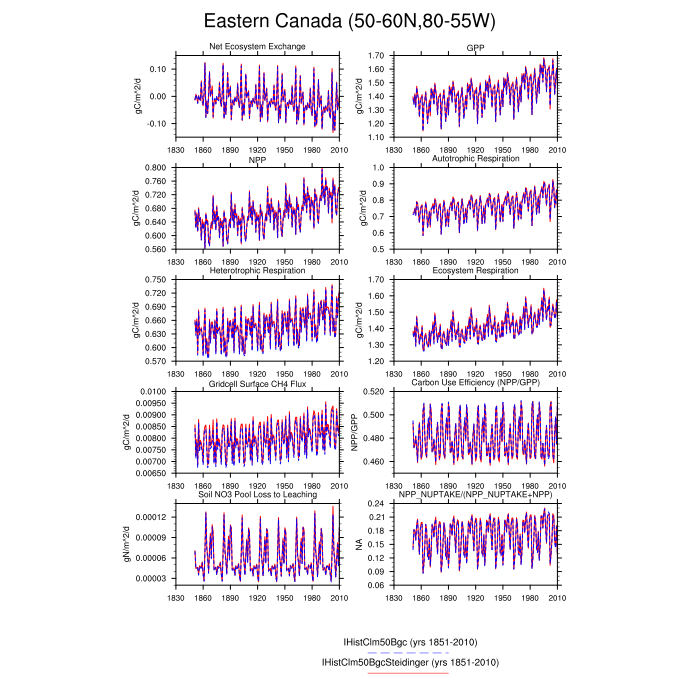 Eastern Canada (50-60N,80-55W)
Net Ecosystem Exchange
gC/m^2/d
0.10
0.00
-0.10
1830 1860 1890 1920 1950 1980 2010
GPP
gC/m^2/d
1.70
1.60
1.50
1.40
1.30
1.20
1.10
1830 1860 1890 1920 1950 1980 2010
NPP
gC/m^2/d
0.800
0.760
0.720
0.680
0.640
0.600
0.560
1830 1860 1890 1920 1950 1980 2010
Autotrophic Respiration
gC/m^2/d
1.0
0.9
0.8
0.7
0.6
0.5
1830 1860 1890 1920 1950 1980 2010
Heterotrophic Respiration
gC/m^2/d
0.750
0.720
0.690
0.660
0.630
0.600
0.570
1830 1860 1890 1920 1950 1980 2010
Ecosystem Respiration
gC/m^2/d
1.70
1.60
1.50
1.40
1.30
1.20
1830 1860 1890 1920 1950 1980 2010
Gridcell Surface CH4 Flux
gC/m^2/d
0.0100
0.00950
0.00900
0.00850
0.00800
0.00750
0.00700
0.00650
1830 1860 1890 1920 1950 1980 2010
Carbon Use Efficiency (NPP/GPP)
NPP/GPP
0.520
0.500
0.480
0.460
1830 1860 1890 1920 1950 1980 2010
Soil NO3 Pool Loss to Leaching
gN/m^2/d
0.00012
0.00009
0.00006
0.00003
1830 1860 1890 1920 1950 1980 2010
NPP_NUPTAKE/(NPP_NUPTAKE+NPP)
NA
0.24
0.21
0.18
0.15
0.12
0.09
0.06
1830 1860 1890 1920 1950 1980 2010
IHistClm50Bgc (yrs 1851-2010)
IHistClm50BgcSteidinger (yrs 1851-2010)